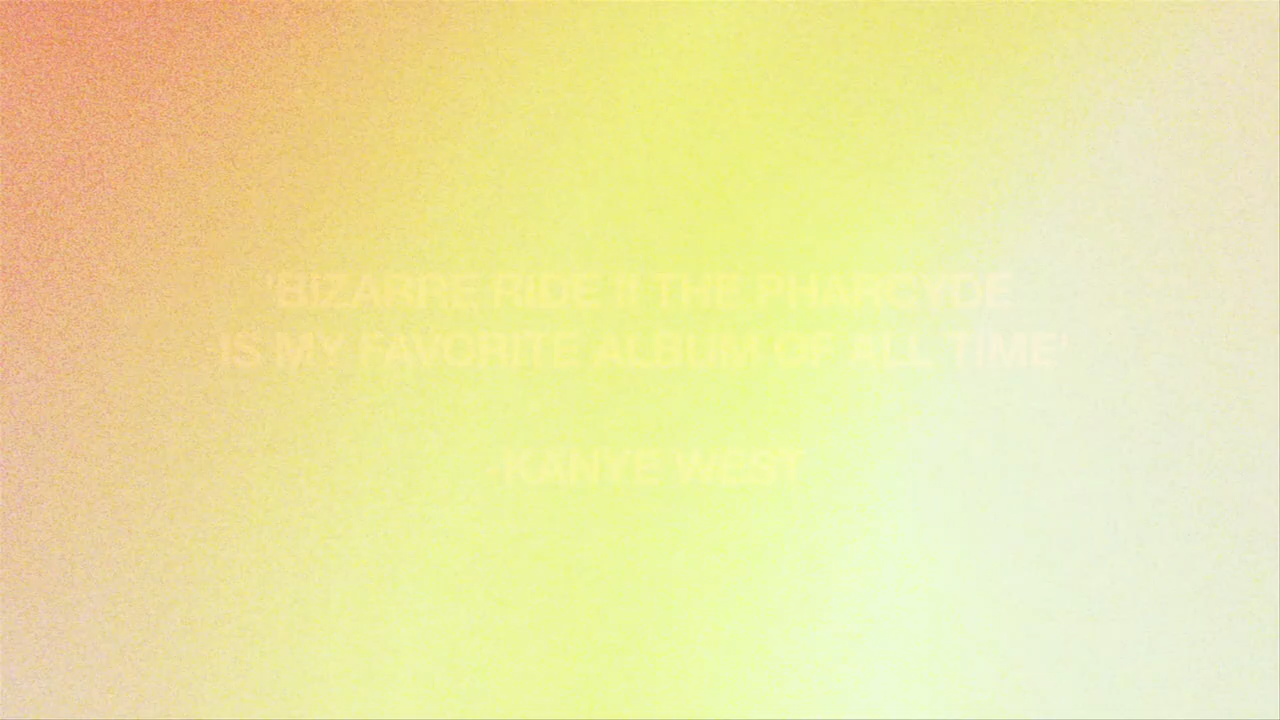 'BIZARRE RIDE II THE PHARCYDE
IS MY FAVORITE ALBUM OF ALL TIME'
-KANYE WEST